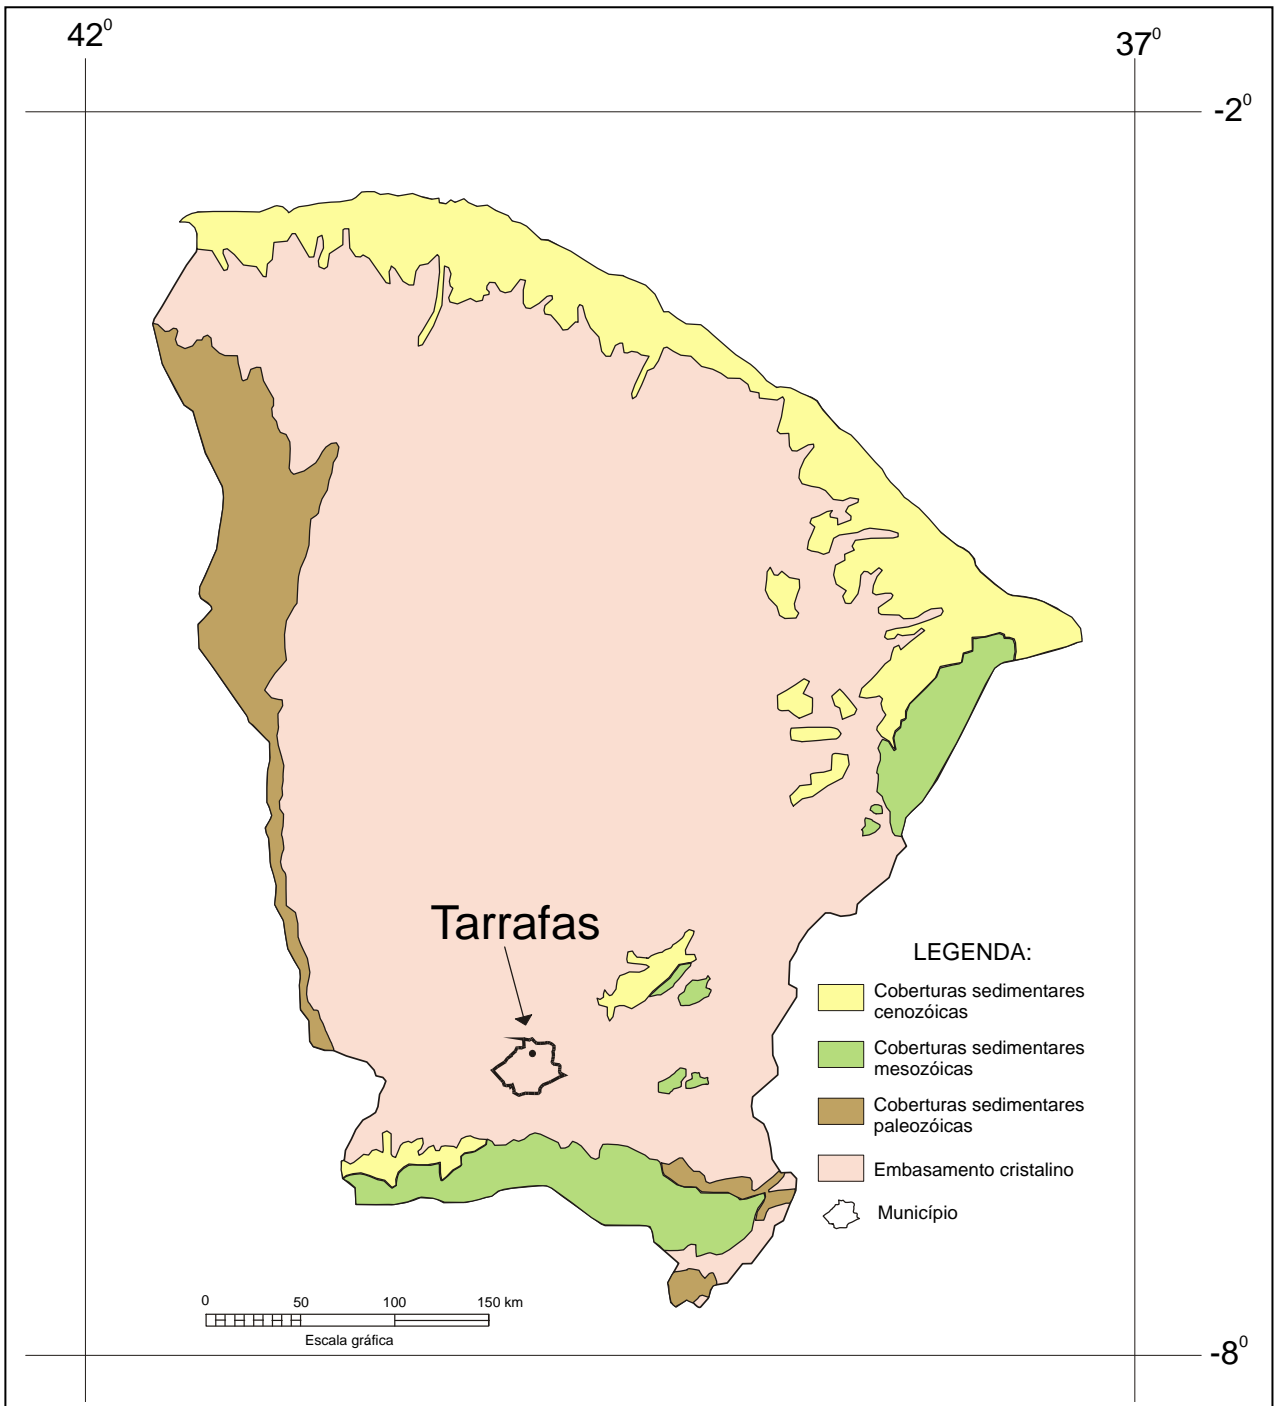 42⁰
37⁰
-2⁰
Tarrafas
LEGENDA:
Coberturas sedimentares
cenozóicas
Coberturas sedimentares
mesozóicas
Coberturas sedimentares
paleozóicas
Embasamento cristalino
Município
0 50 100 150 km
Escala gráfica
-8⁰